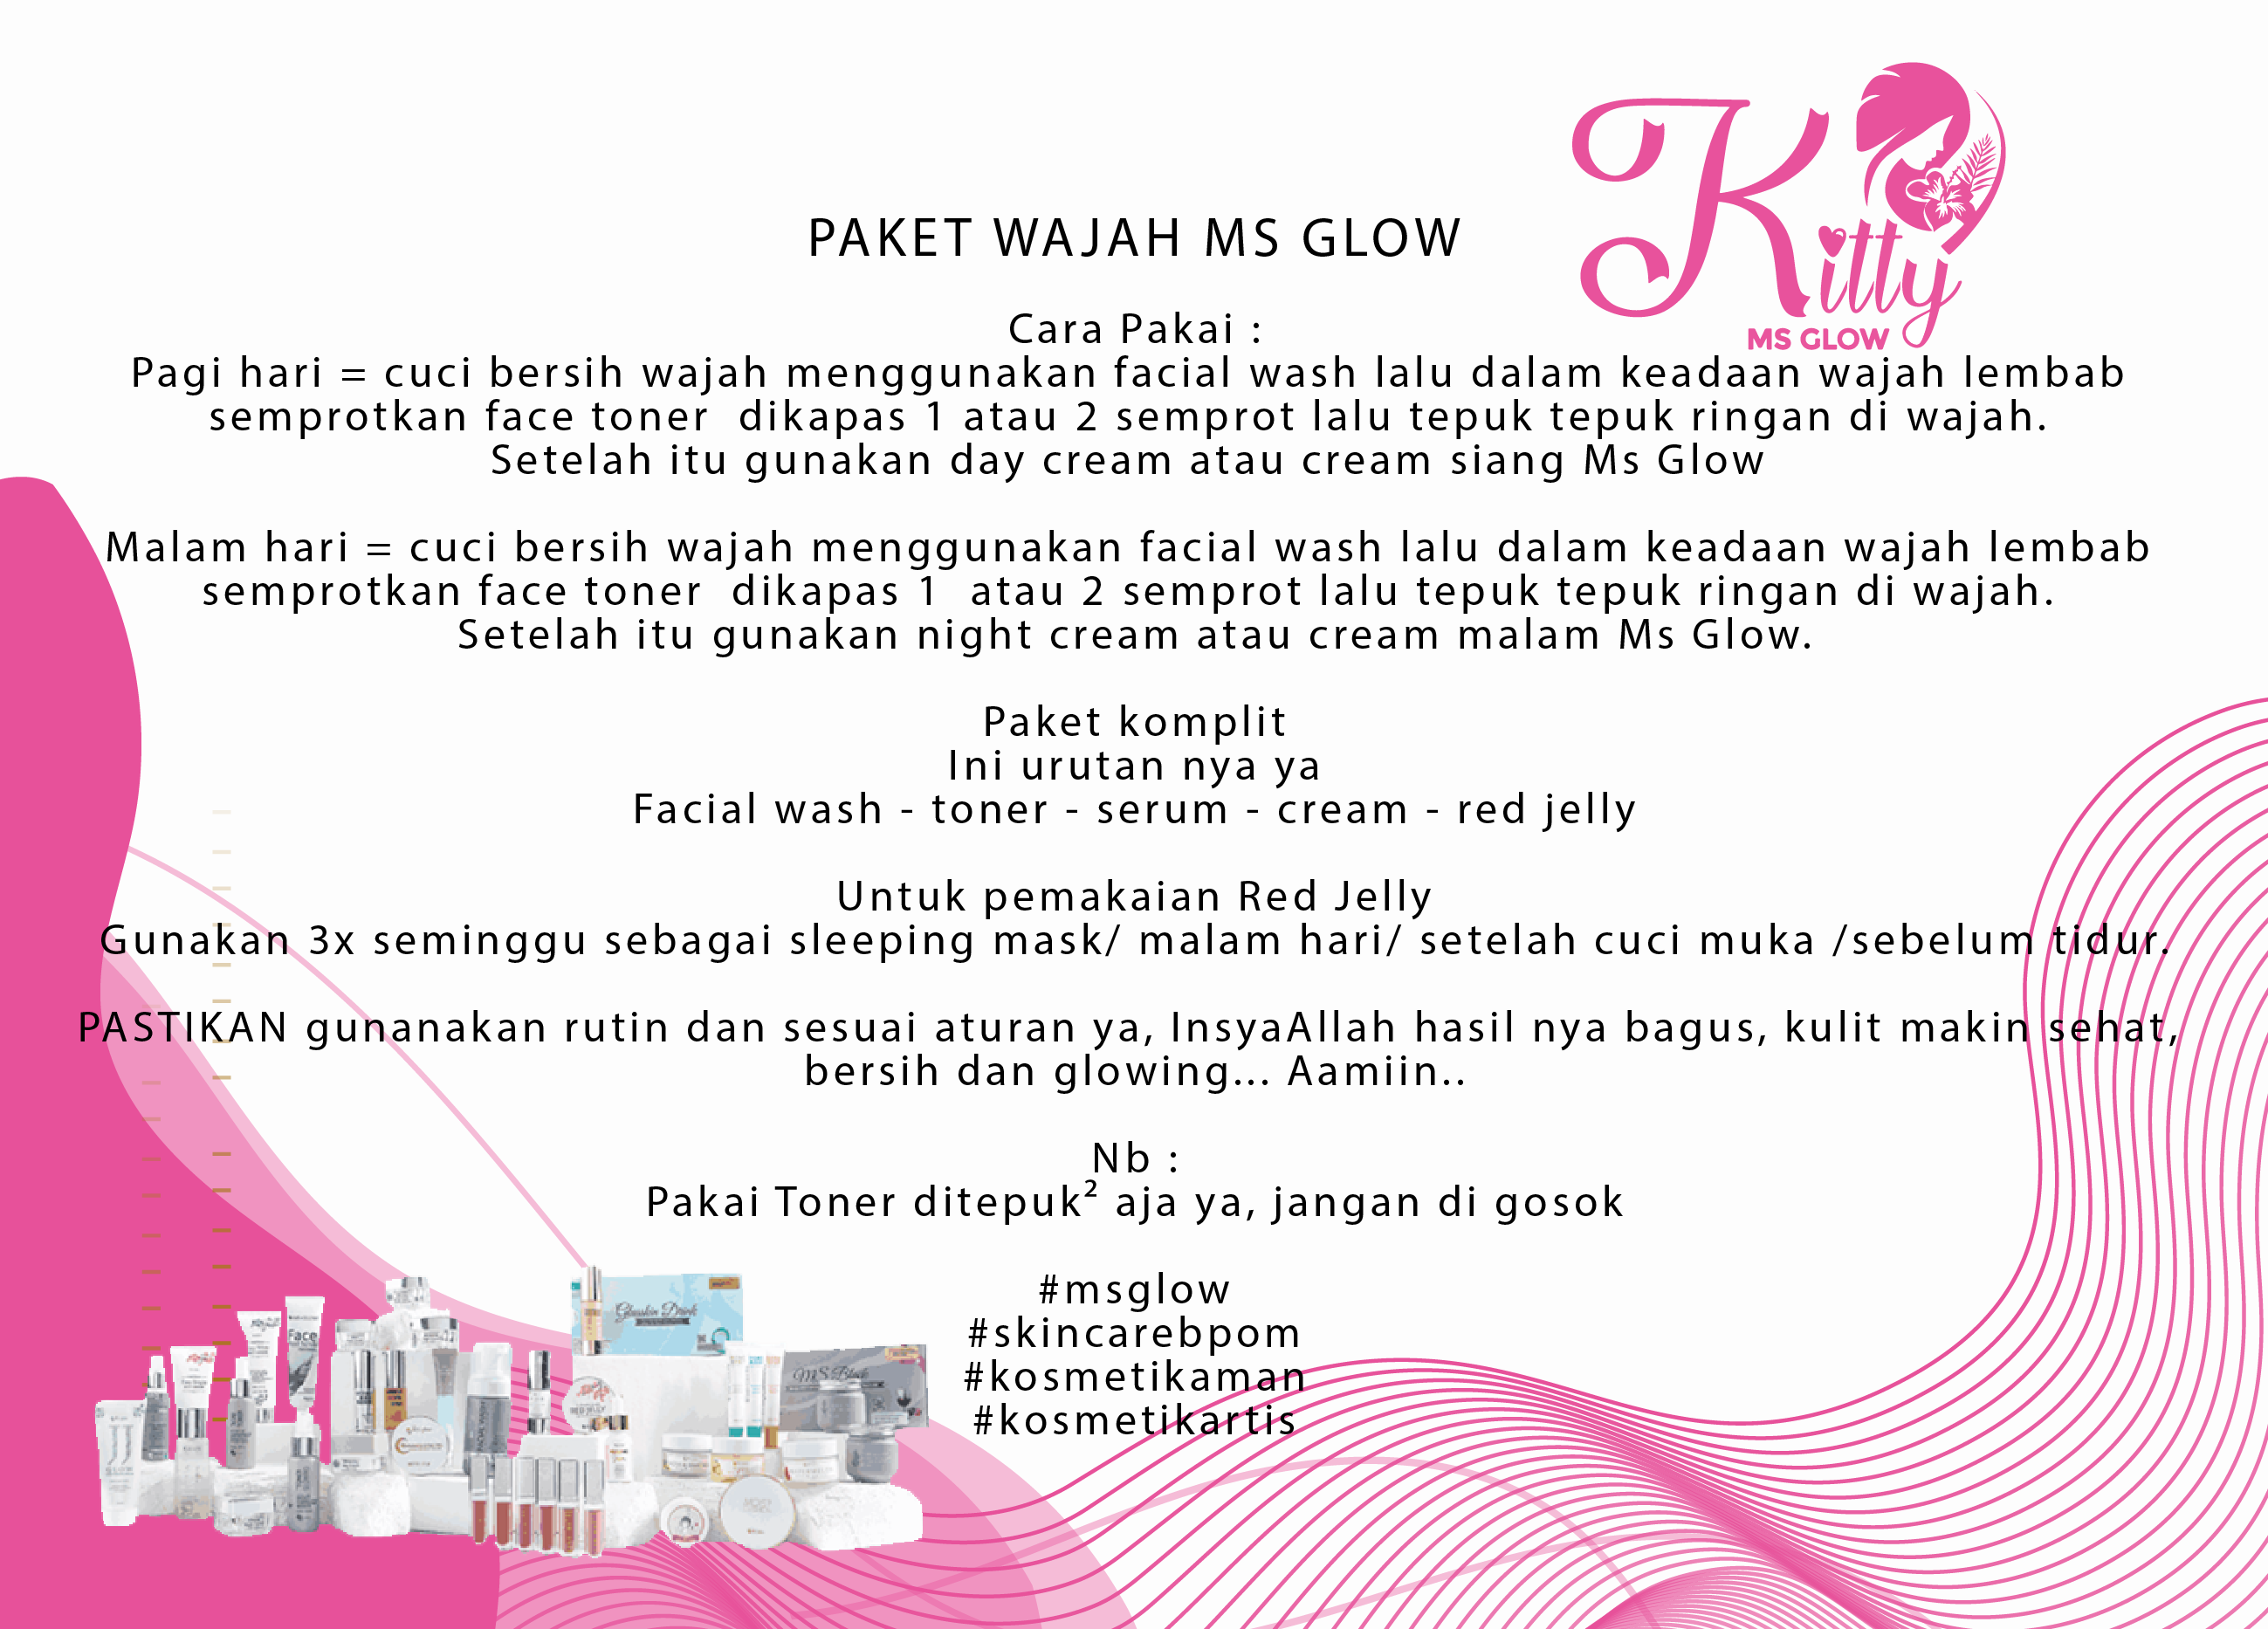 Kitty
MS GLOW
PAKET WAJAH MS GLOW
Cara Pakai :
Pagi hari = cuci bersih wajah menggunakan facial wash lalu dalam keadaan wajah lembab
semprotkan face toner dikapas 1 atau 2 semprot lalu tepuk tepuk ringan di wajah.
Setelah itu gunakan day cream atau cream siang Ms Glow
Malam hari = cuci bersih wajah menggunakan facial wash lalu dalam keadaan wajah lembab
semprotkan face toner dikapas 1 atau 2 semprot lalu tepuk tepuk ringan di wajah.
Setelah itu gunakan night cream atau cream malam Ms Glow.
Paket komplit
Ini urutan nya ya
Facial wash - toner - serum - cream - red jelly
Untuk pemakaian Red Jelly
Gunakan 3x seminggu sebagai sleeping mask/ malam hari/ setelah cuci muka /sebelum tidur.
PASTIKAN gunanakan rutin dan sesuai aturan ya, InsyaAllah hasil nya bagus, kulit makin sehat,
bersih dan glowing... Aamiin..
Nb :
Pakai Toner ditepuk² aja ya, jangan di gosok
#msglow
#skincarebpom
#kosmetikaman
#kosmetikartis
Glasskin Drink
MS Block
Face